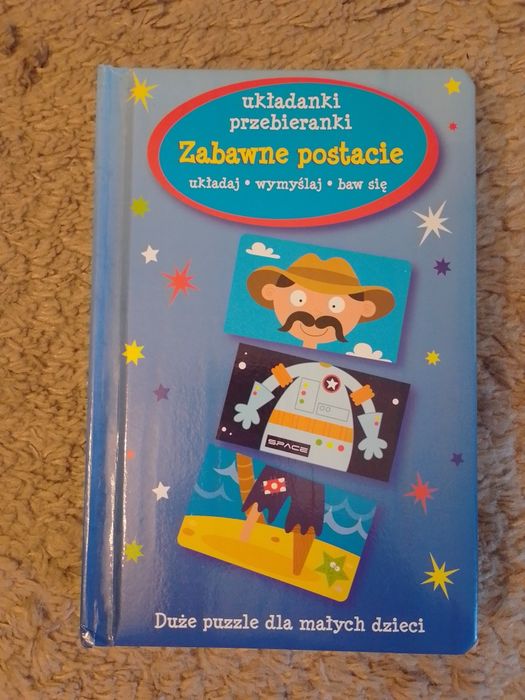 układanki
przebieranki
Zabawne postacie
układaj • wymyślaj • baw się
SPACE
Duże puzzle dla małych dzieci